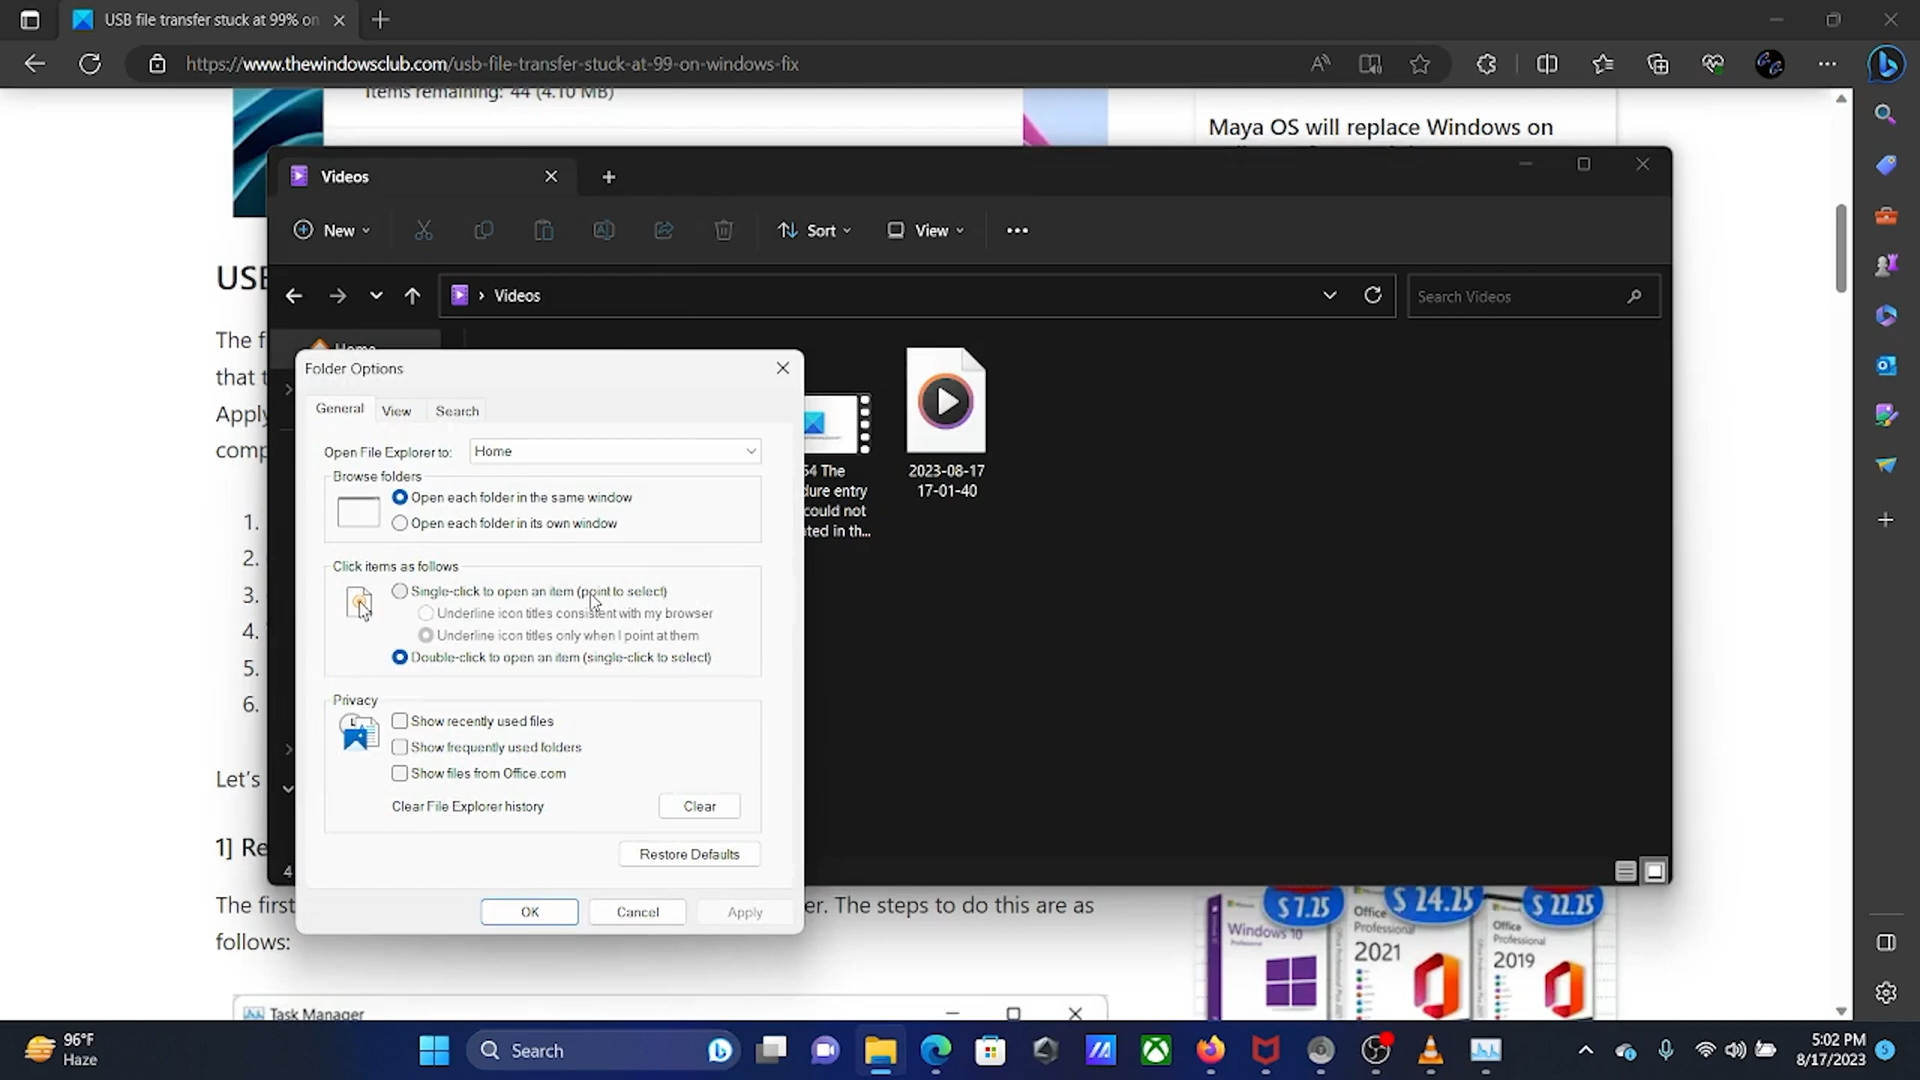 USB file transfer stuck at 99% on
https://www.thewindowsclub.com/usb-file-transfer-stuck-at-99-on-windows-fix
Items remaining: 44 (4.10 MB)
Maya OS will replace Windows on
Videos
New
Sort
View
Videos
Search Videos
USB
The f
that t
Apply
comp
1.
2.
3.
4.
5.
6.
Let's
1] Re
Home
Folder Options
General
View
Search
Open File Explorer to:
Home
Browse folders
Open each folder in the same window
Open each folder in its own window
Click items as follows
Single-click to open an item (point to select)
Underline icon titles consistent with my browser
Underline icon titles only when I point at them
Double-click to open an item (single-click to select)
Privacy
Show recently used files
Show frequently used folders
Show files from Office.com
Clear File Explorer history
Clear
Restore Defaults
OK
Cancel
Apply
54 The
dure entry
could not
ted in th...
2023-08-17
17-01-40
4
The first
er. The steps to do this are as
follows:
Task Manager
$ 7.25
$ 24.25
$ 22.25
Microsoft
Windows 10
Professional
Office
Professional
2021
Office
Professional
2019
96°F
Haze
Search
5:02 PM
8/17/2023
5